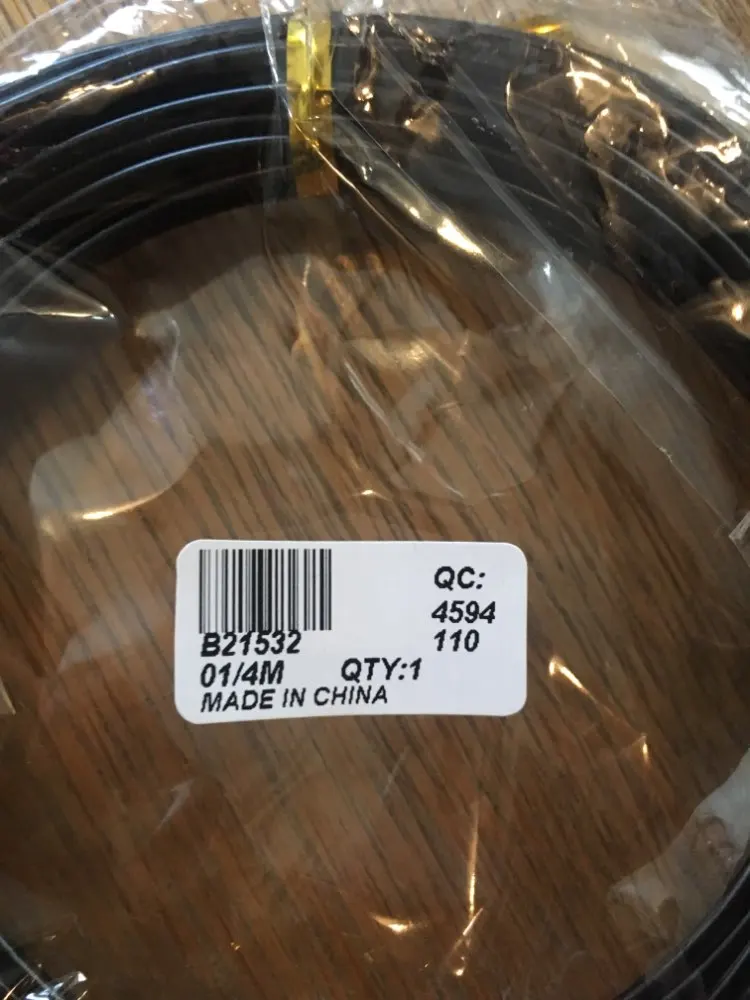 QC:
4594
B21532 110
01/4M QTY:1
MADE IN CHINA